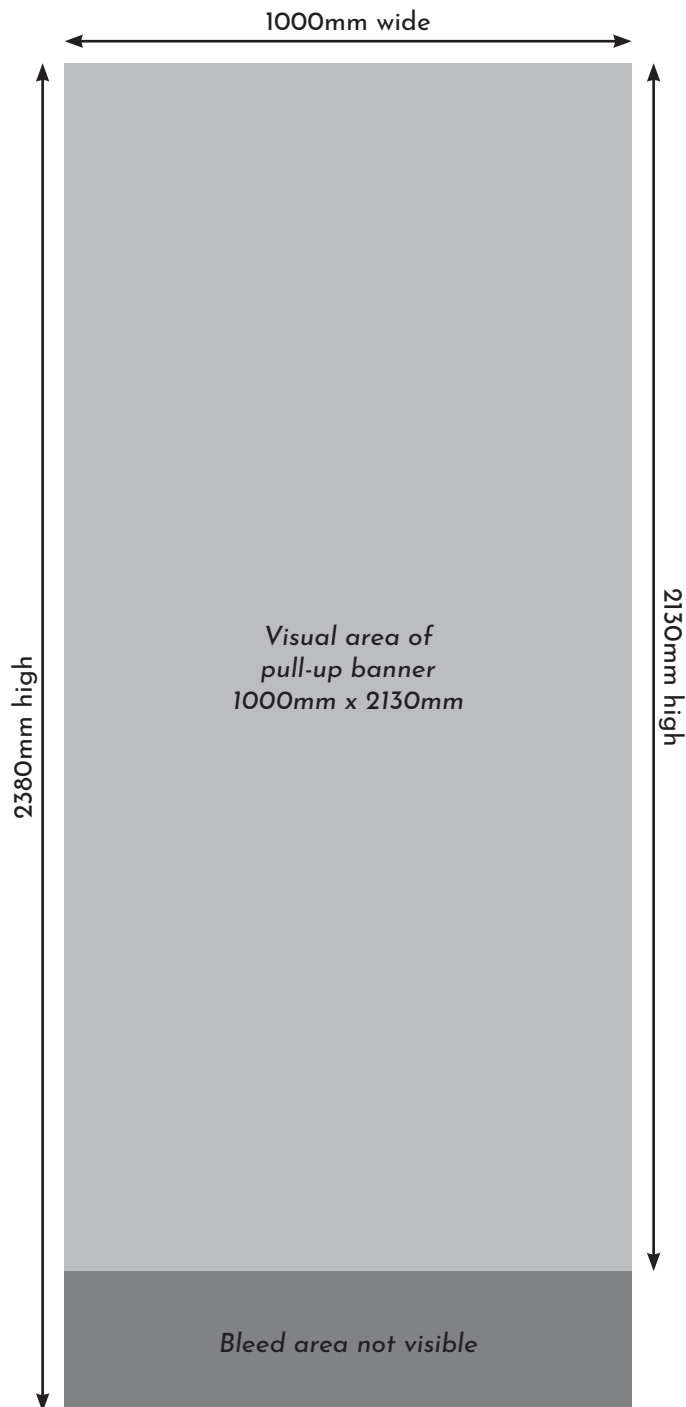 1000mm wide
2380mm high
2130mm high
Visual area of
pull-up banner
1000mm x 2130mm
Bleed area not visible